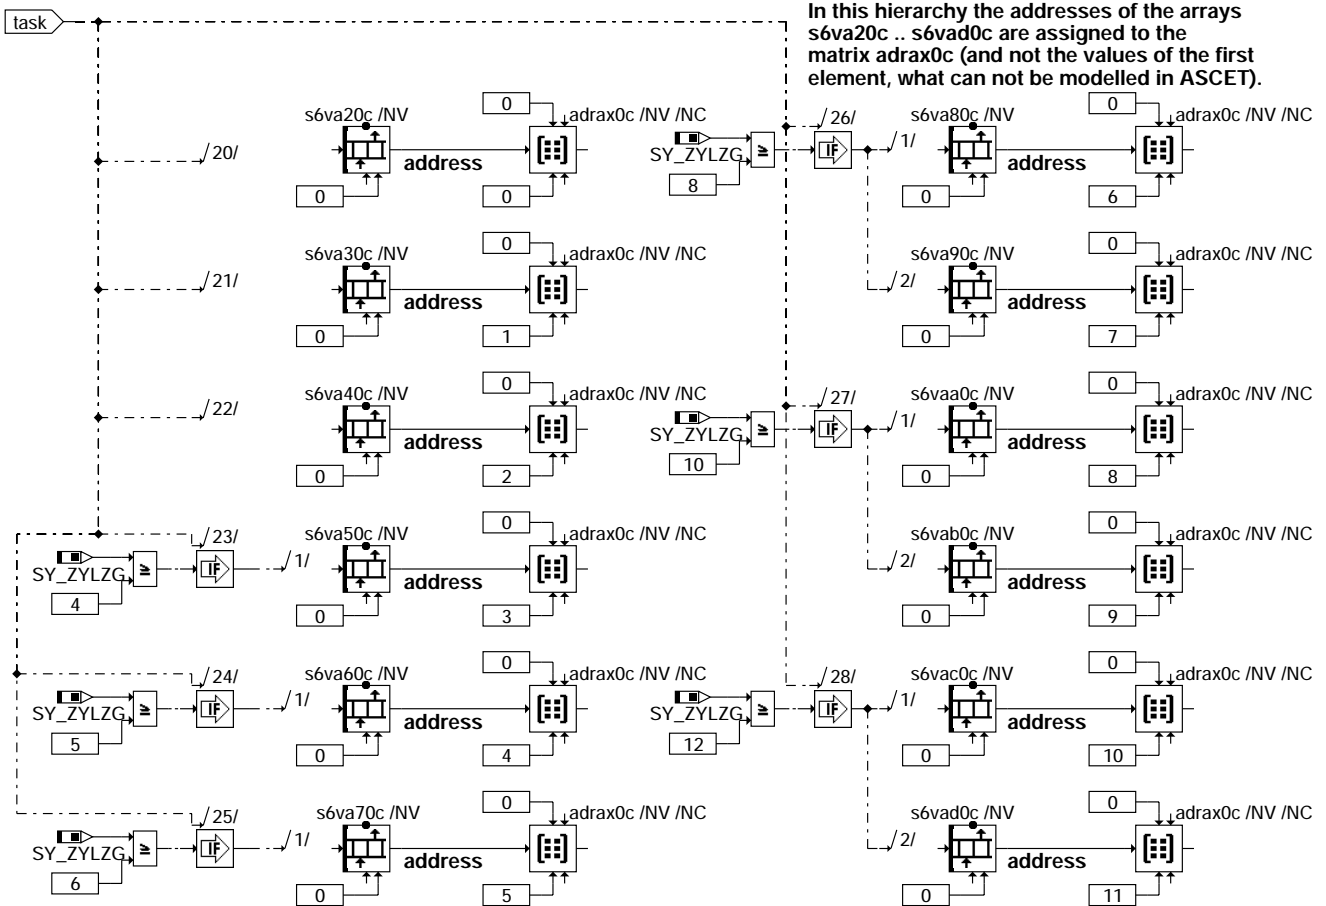 task
In this hierarchy the addresses of the arrays
s6va20c .. s6vad0c are assigned to the
matrix adrax0c (and not the values of the first
element, what can not be modelled in ASCET).
/20/
s6va20c /NV
address
0
0
adrax0c /NV /NC
0
/21/
s6va30c /NV
address
0
0
adrax0c /NV /NC
1
/22/
s6va40c /NV
address
0
0
adrax0c /NV /NC
2
SY_ZYLZG
≥
4
/23/
IF
/1/
s6va50c /NV
address
0
0
adrax0c /NV /NC
3
SY_ZYLZG
≥
5
/24/
IF
/1/
s6va60c /NV
address
0
0
adrax0c /NV /NC
4
SY_ZYLZG
≥
6
/25/
IF
/1/
s6va70c /NV
address
0
0
adrax0c /NV /NC
5
SY_ZYLZG
≥
8
/26/
IF
/1/
s6va80c /NV
address
0
0
adrax0c /NV /NC
6
/2/
s6va90c /NV
address
0
0
adrax0c /NV /NC
7
SY_ZYLZG
≥
10
/27/
IF
/1/
s6vaa0c /NV
address
0
0
adrax0c /NV /NC
8
/2/
s6vab0c /NV
address
0
0
adrax0c /NV /NC
9
SY_ZYLZG
≥
12
/28/
IF
/1/
s6vac0c /NV
address
0
0
adrax0c /NV /NC
10
/2/
s6vad0c /NV
address
0
0
adrax0c /NV /NC
11